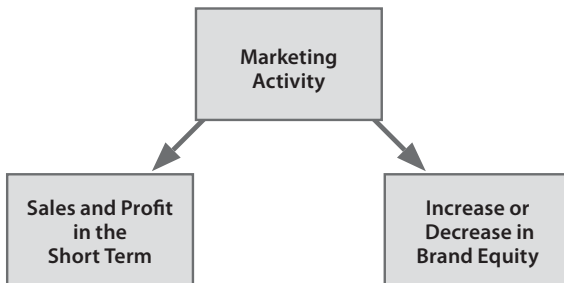 Marketing
Activity
Sales and Profit
in the
Short Term
Increase or
Decrease in
Brand Equity